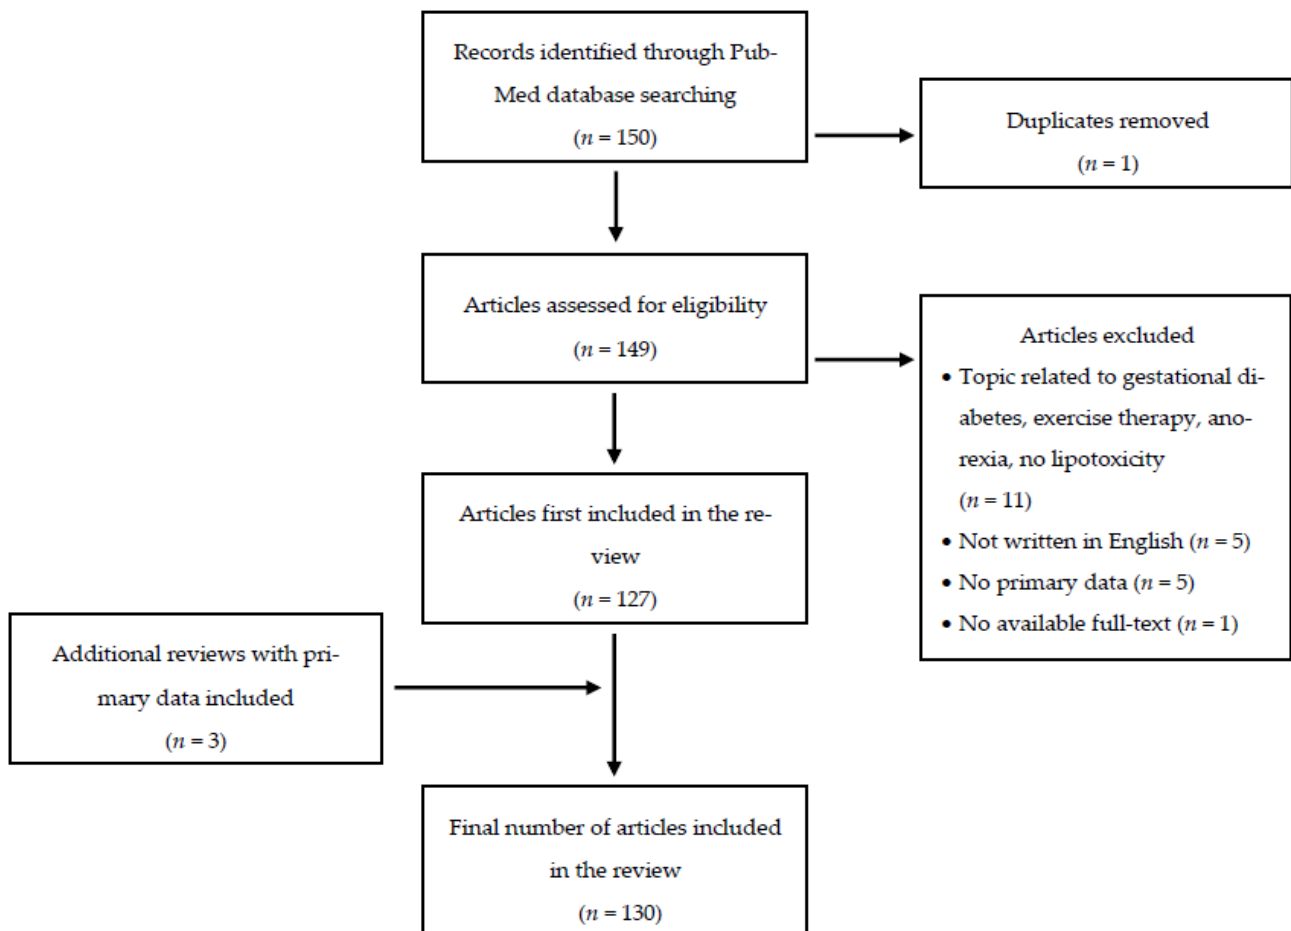 Records identified through Pub-
Med database searching
(n = 150)
Duplicates removed
(n = 1)
Articles assessed for eligibility
(n = 149)
Articles excluded
• Topic related to gestational di-
abetes, exercise therapy, ano-
rexia, no lipotoxicity
(n = 11)
• Not written in English (n = 5)
• No primary data (n = 5)
• No available full-text (n = 1)
Articles first included in the re-
view
(n = 127)
Additional reviews with pri-
mary data included
(n = 3)
Final number of articles included
in the review
(n = 130)